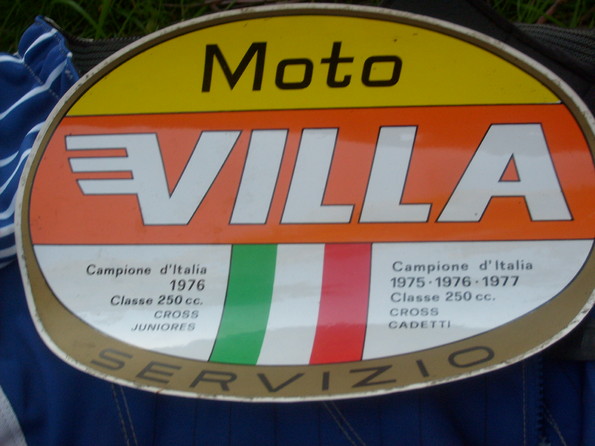 Moto
VILLA
Campione d'Italia
1976
Classe 250 cc.
CROSS
JUNIORES
Campione d'Italia
1975 · 1976 · 1977
Classe 250 cc.
CROSS
CADETTI
SERVIZIO